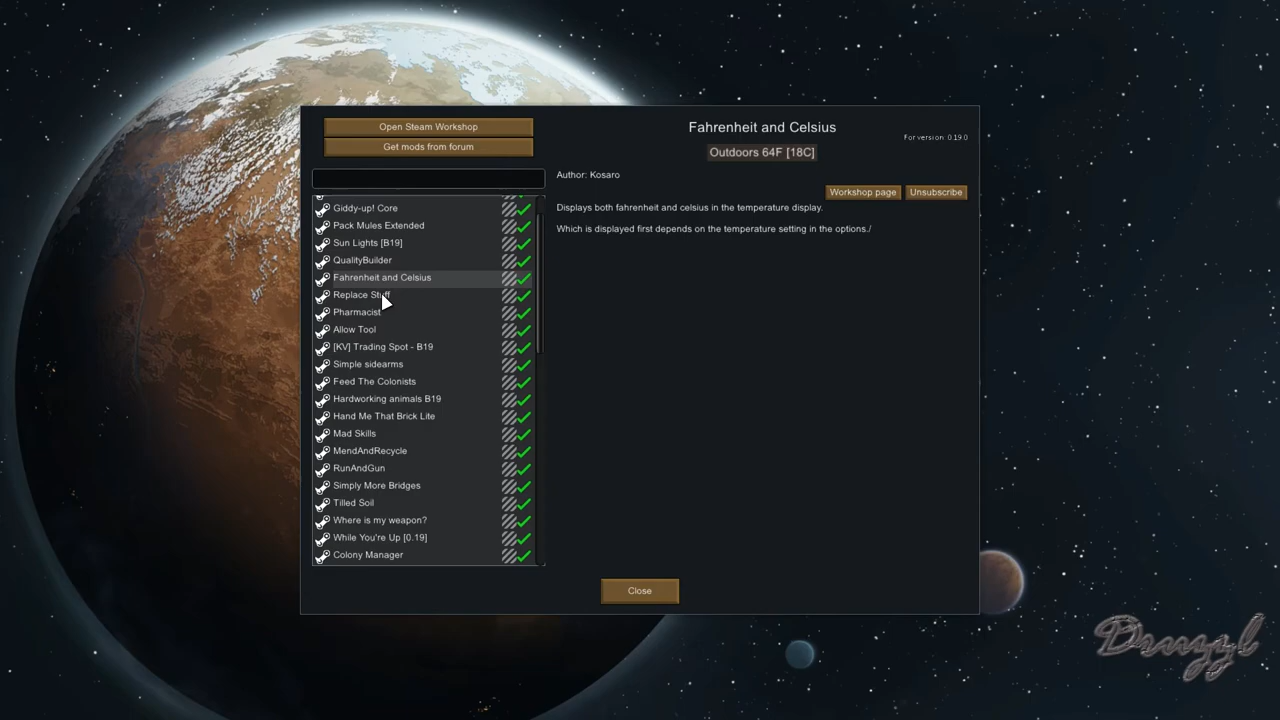 Open Steam Workshop
Get mods from forum
Giddy-up! Core
Pack Mules Extended
Sun Lights [B19]
QualityBuilder
Fahrenheit and Celsius
Replace Stuff
Pharmacist
Allow Tool
[KV] Trading Spot - B19
Simple sidearms
Feed The Colonists
Hardworking animals B19
Hand Me That Brick Lite
Mad Skills
MendAndRecycle
RunAndGun
Simply More Bridges
Tilled Soil
Where is my weapon?
While You're Up [0.19]
Colony Manager
Fahrenheit and Celsius
For version: 0.19.0
Outdoors 64F [18C]
Author: Kosaro
Workshop page
Unsubscribe
Displays both fahrenheit and celsius in the temperature display.
Which is displayed first depends on the temperature setting in the options./
Close